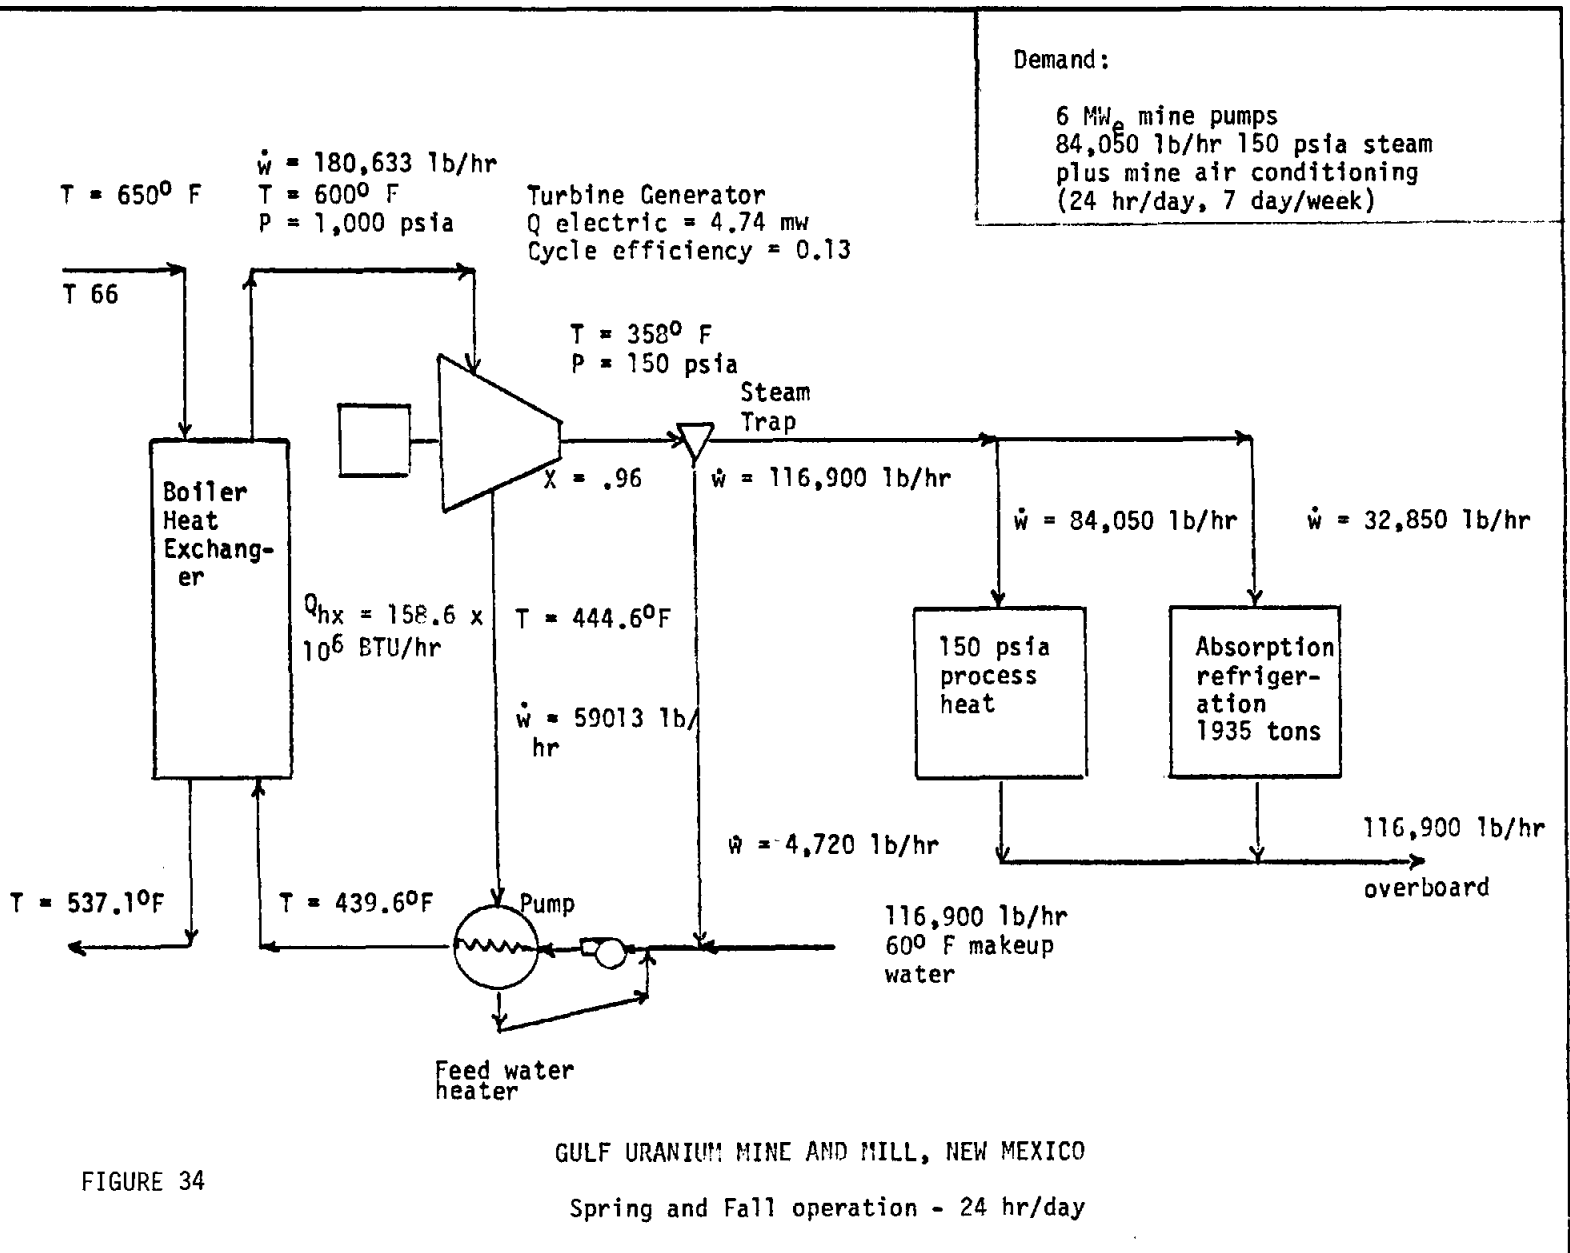 Demand:
6 MWe mine pumps
84,050 lb/hr 150 psia steam
plus mine air conditioning
(24 hr/day, 7 day/week)
ẇ = 180,633 lb/hr
T = 650⁰ F
T = 600⁰ F
P = 1,000 psia
Turbine Generator
Q electric = 4.74 mw
Cycle efficiency = 0.13
T 66
T = 358⁰ F
P = 150 psia
Steam
Trap
X = .96
ẇ = 116,900 lb/hr
Boiler
Heat
Exchang-
er
ẇ = 84,050 lb/hr
ẇ = 32,850 lb/hr
Qhx = 158.6 x
10⁶ BTU/hr
T = 444.6⁰F
150 psia
process
heat
Absorption
refriger-
ation
1935 tons
ẇ = 59013 lb/
hr
ẇ = 4,720 lb/hr
116,900 lb/hr
overboard
T = 537.1⁰F
T = 439.6⁰F
Pump
116,900 lb/hr
60⁰ F makeup
water
Feed water
heater
GULF URANIUM MINE AND MILL, NEW MEXICO
FIGURE 34
Spring and Fall operation - 24 hr/day